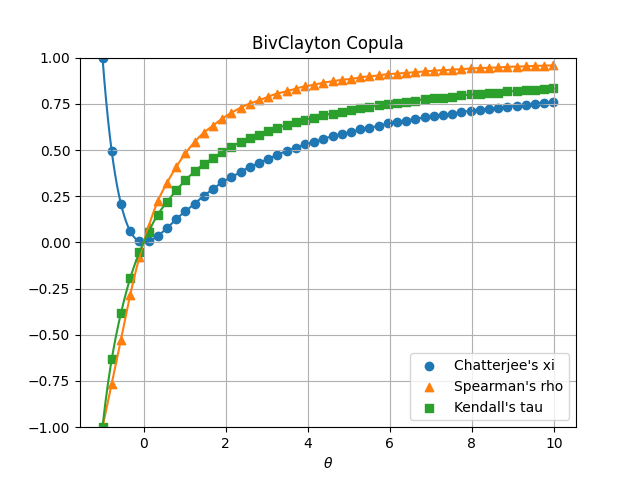 BivClayton Copula
1.00
0.75
0.50
0.25
0.00
−0.25
−0.50
−0.75
−1.00
Chatterjee's xi
Spearman's rho
Kendall's tau
0 2 4 6 8 10
θ